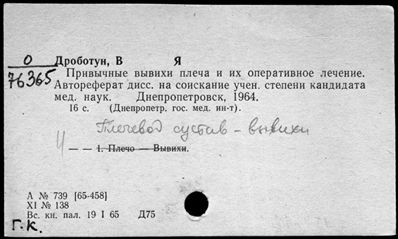 О
76365
Дроботун, В Я
Привычные вывихи плеча и их оперативное лечение.
Автореферат дисс. на соискание учен. степени кандидата
мед. наук. Днепропетровск, 1964.
16 с. (Днепропетр. гос. мед. ин-т).
Плечевой сустав - вывихи
— — 1. Плечо — Вывихи.
А № 739 [65-458]
XI № 138
Вс. кн. пал. 19 I 65 Д75
Г.К.